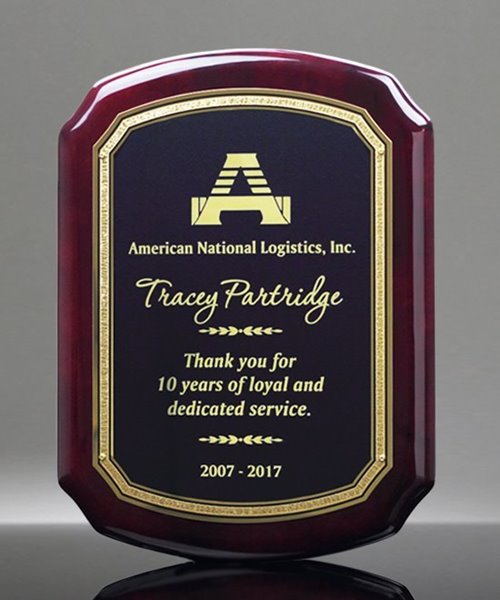 American National Logistics, Inc.
Tracey Partridge
Thank you for
10 years of loyal and
dedicated service.
2007 - 2017